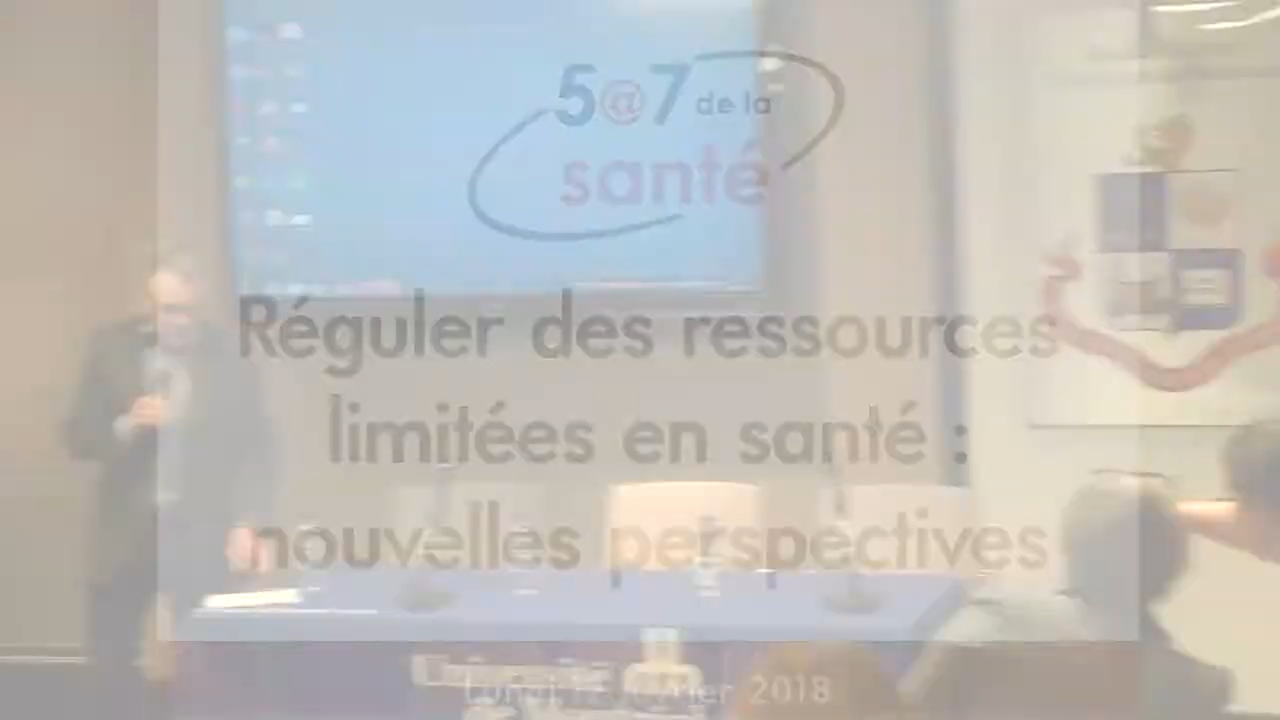 5@7 de la
santé
Réguler des ressources
limitées en santé :
nouvelles perspectives
2018